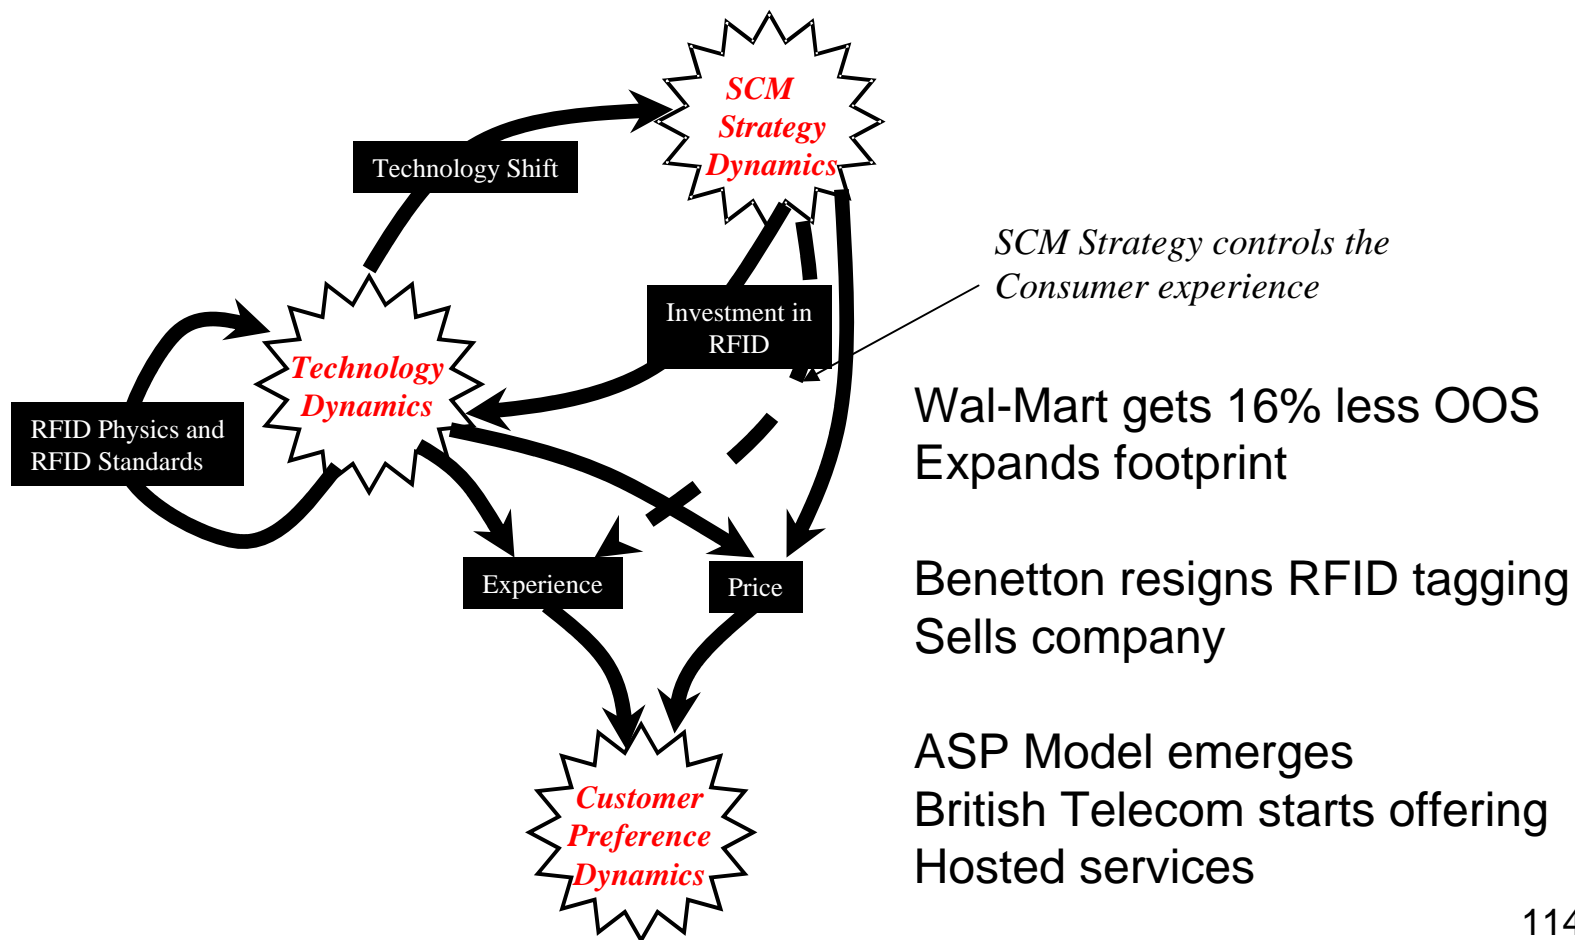 SCM
Strategy
Dynamics
Technology Shift
SCM Strategy controls the
Consumer experience
Investment in
RFID
Technology
Dynamics
RFID Physics and
RFID Standards
Wal-Mart gets 16% less OOS
Expands footprint
Experience
Price
Benetton resigns RFID tagging
Sells company
Customer
Preference
Dynamics
ASP Model emerges
British Telecom starts offering
Hosted services
114